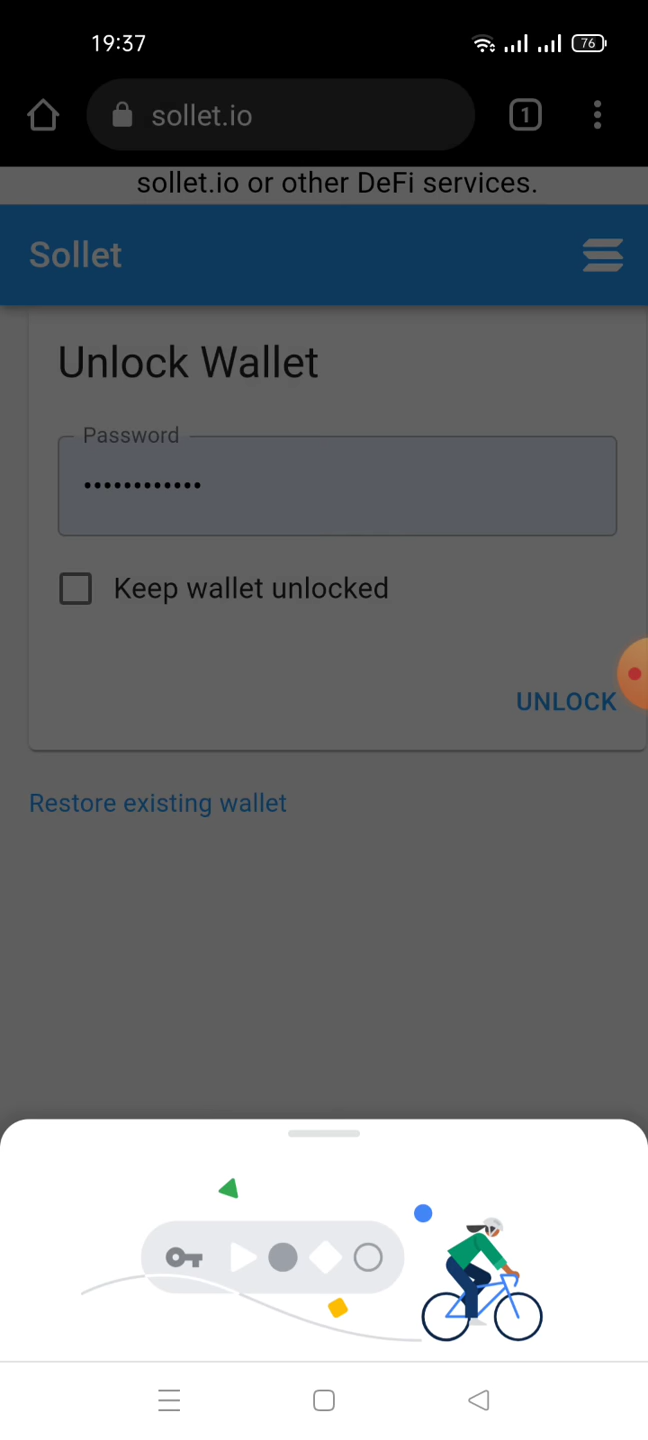 19:37
76
sollet.io
1
sollet.io or other DeFi services.
Sollet
Unlock Wallet
Password
••••••••••••
Keep wallet unlocked
UNLOCK
Restore existing wallet